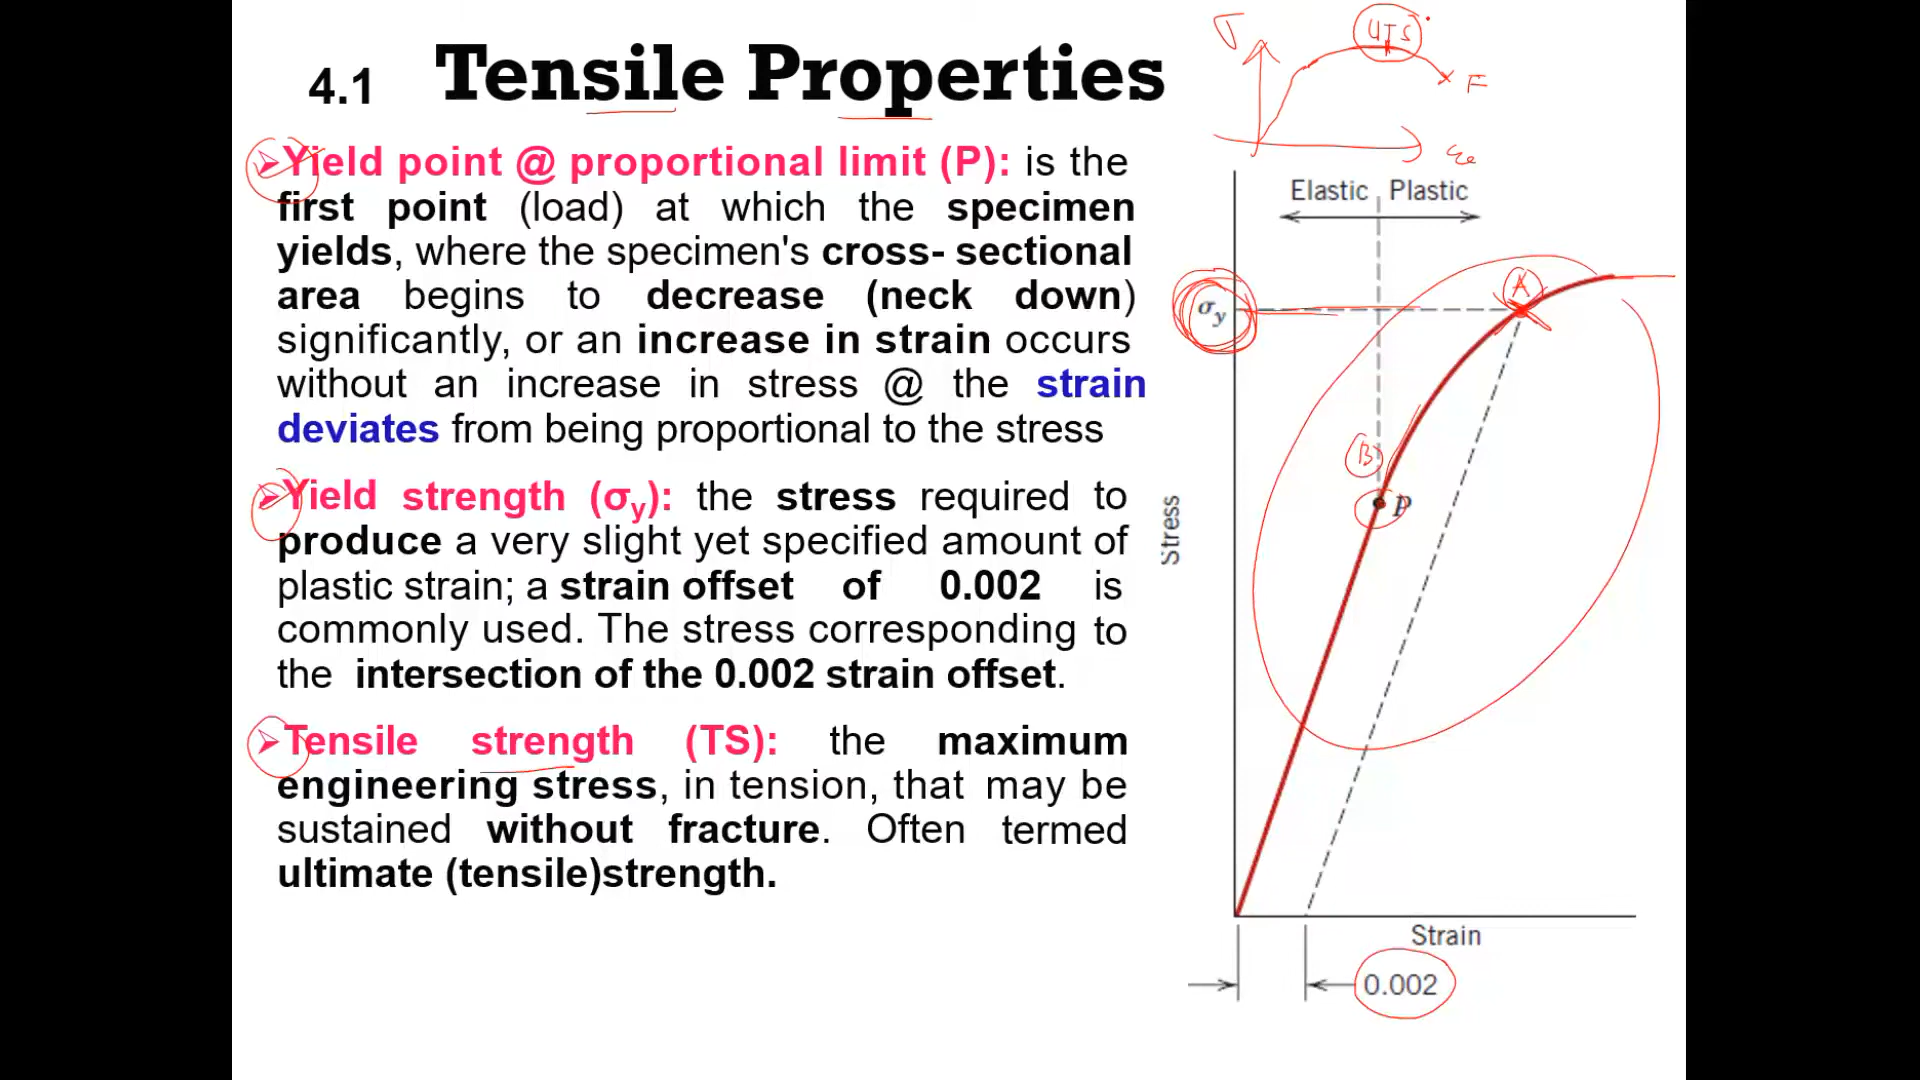 4.1 Tensile Properties
➢Yield point @ proportional limit (P): is the
first point (load) at which the specimen
yields, where the specimen's cross- sectional
area begins to decrease (neck down)
significantly, or an increase in strain occurs
without an increase in stress @ the strain
deviates from being proportional to the stress
➢Yield strength (σy): the stress required to
produce a very slight yet specified amount of
plastic strain; a strain offset of 0.002 is
commonly used. The stress corresponding to
the intersection of the 0.002 strain offset.
➢Tensile strength (TS): the maximum
engineering stress, in tension, that may be
sustained without fracture. Often termed
ultimate (tensile)strength.
σ
UTS
F
Elastic Plastic
A
σy
B
P
Stress
Strain
0.002